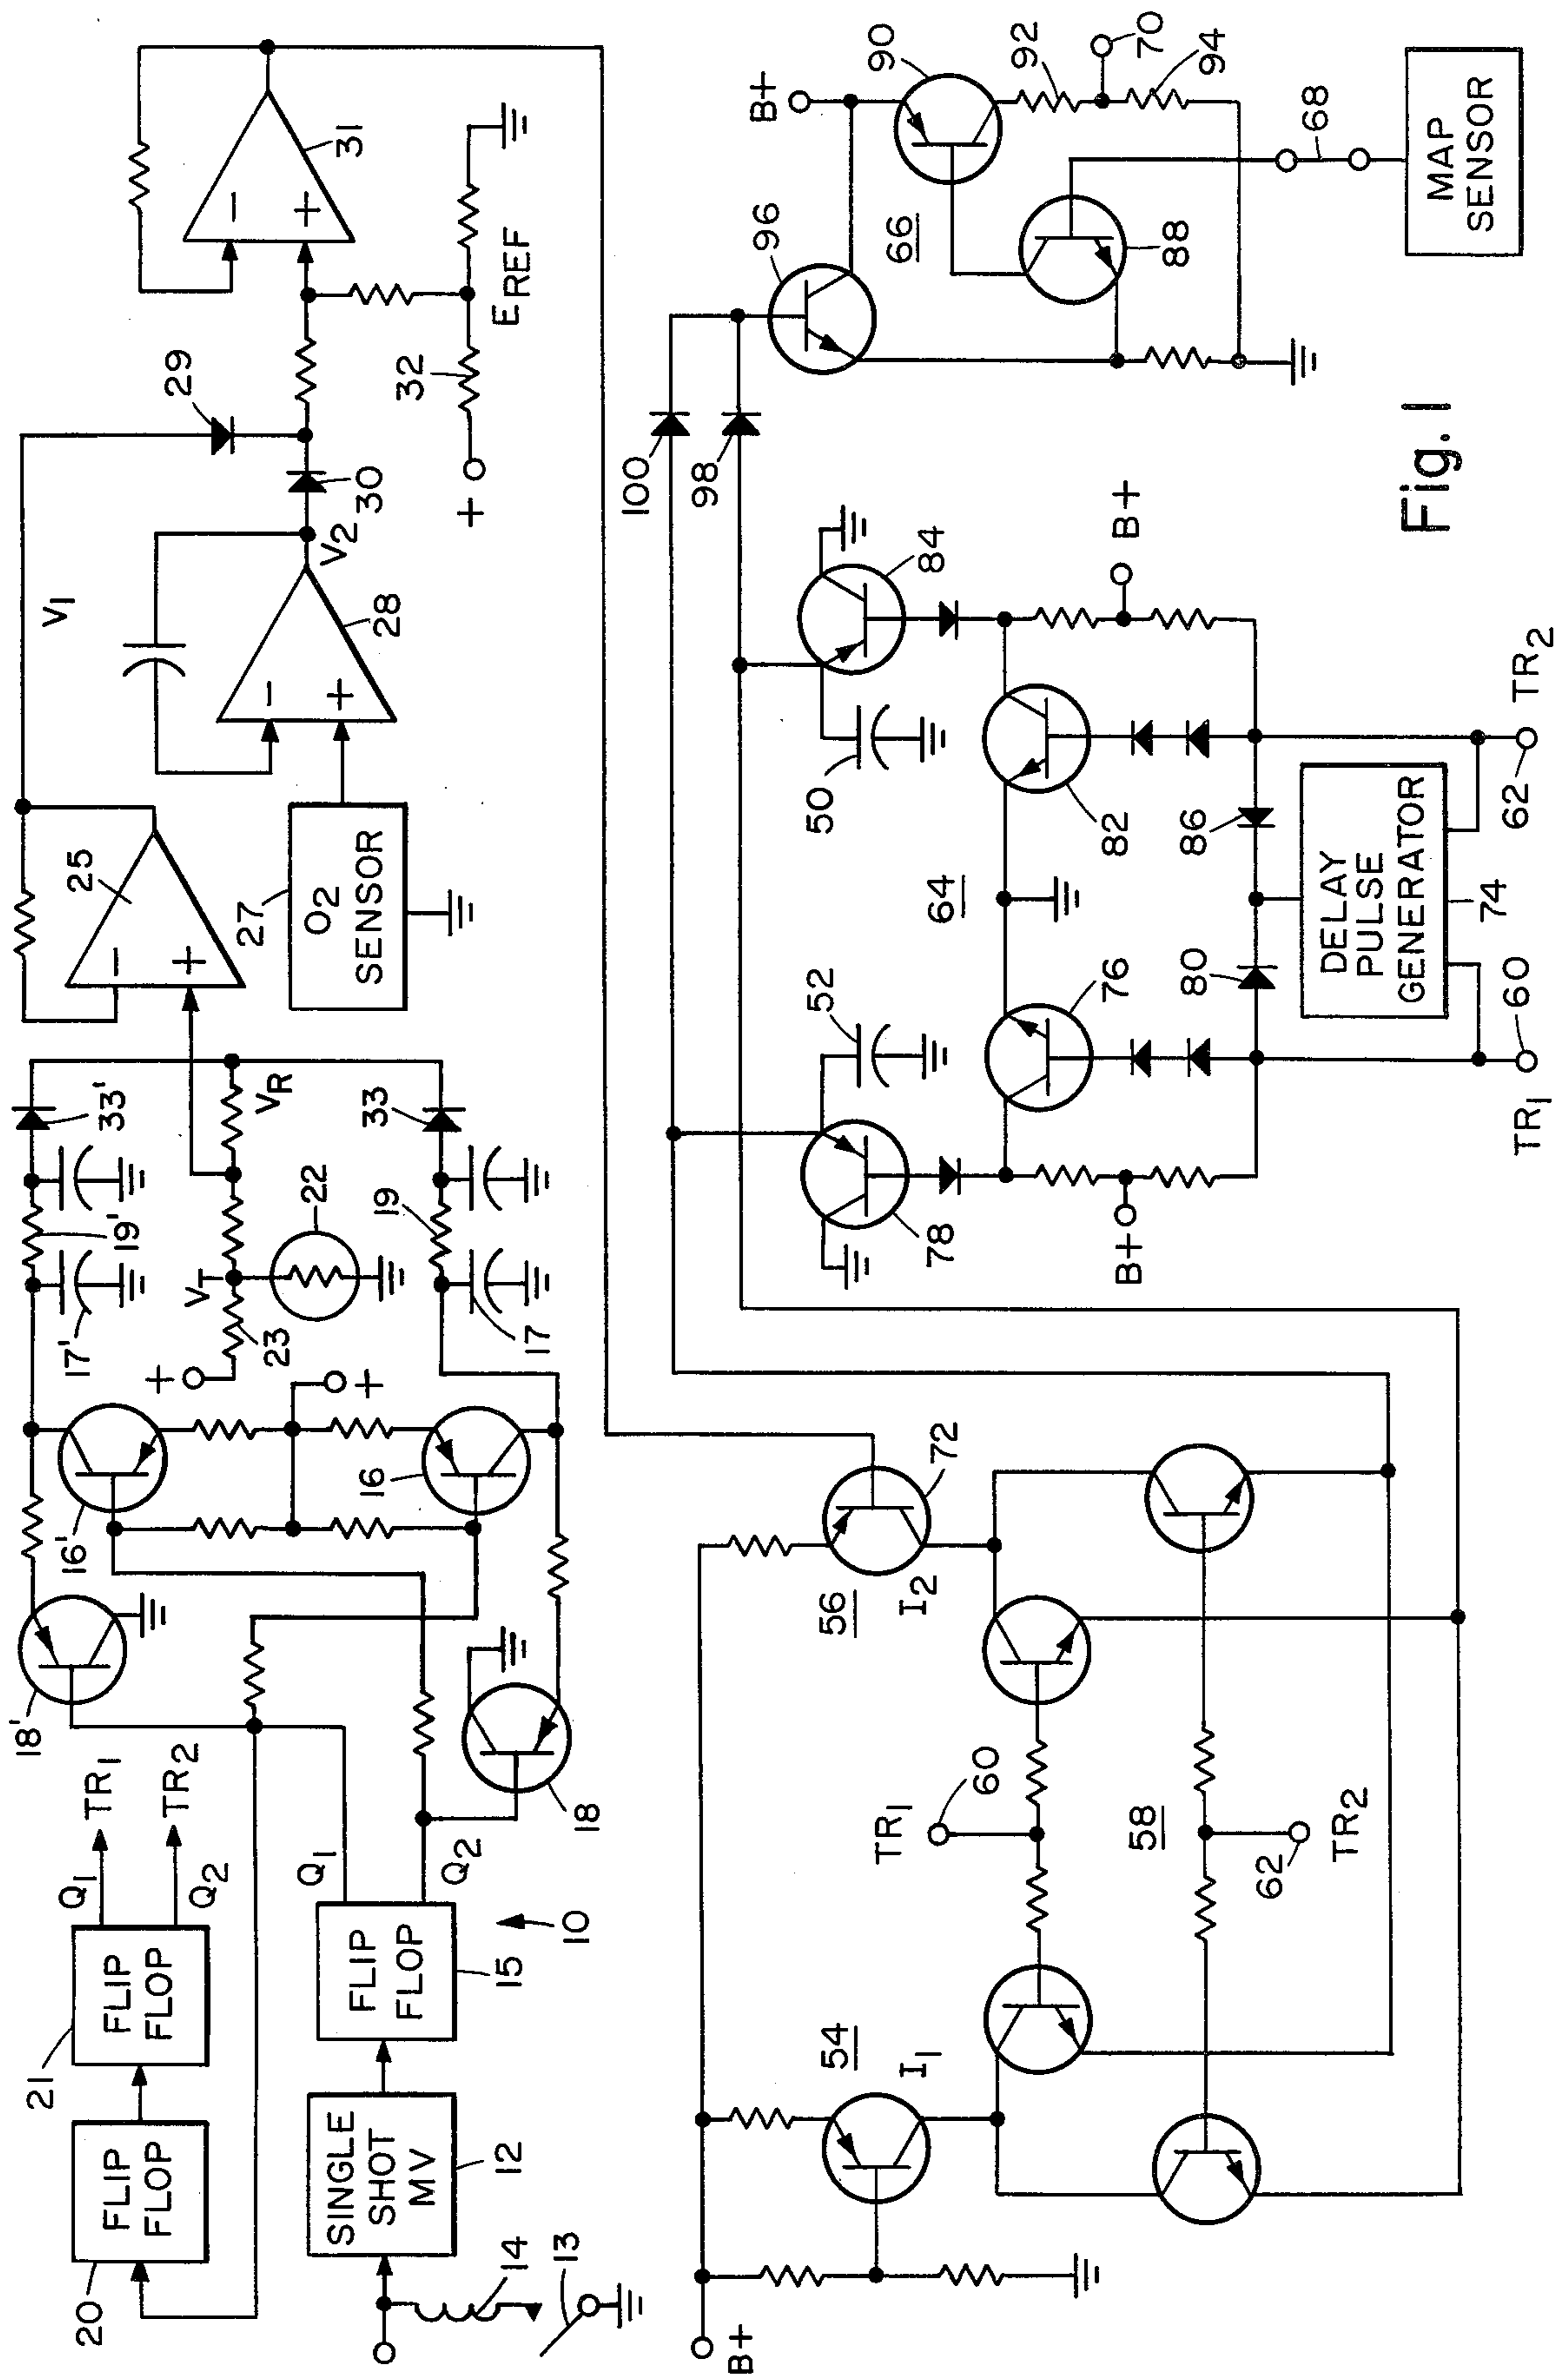 20
FLIP
FLOP
21
FLIP
FLOP
Q1
TR1
Q2
TR2
18'
16'
17'
19'
33'
VT
23
22
VR
25
V1
27
O2
SENSOR
28
V2
29
30
31
32
EREF
+
+
+
-
+
-
+
-
+
14
13
SINGLE
SHOT
MV
12
FLIP
FLOP
15
10
Q1
Q2
18
16
17
19
33
B+
54
I1
56
I2
72
TR1
60
58
62
TR2
100
98
96
66
B+
90
92
70
94
88
68
MAP
SENSOR
78
52
50
84
64
76
82
B+
B+
80
86
DELAY
PULSE
GENERATOR
74
TR1
60
62
TR2
Fig. 1